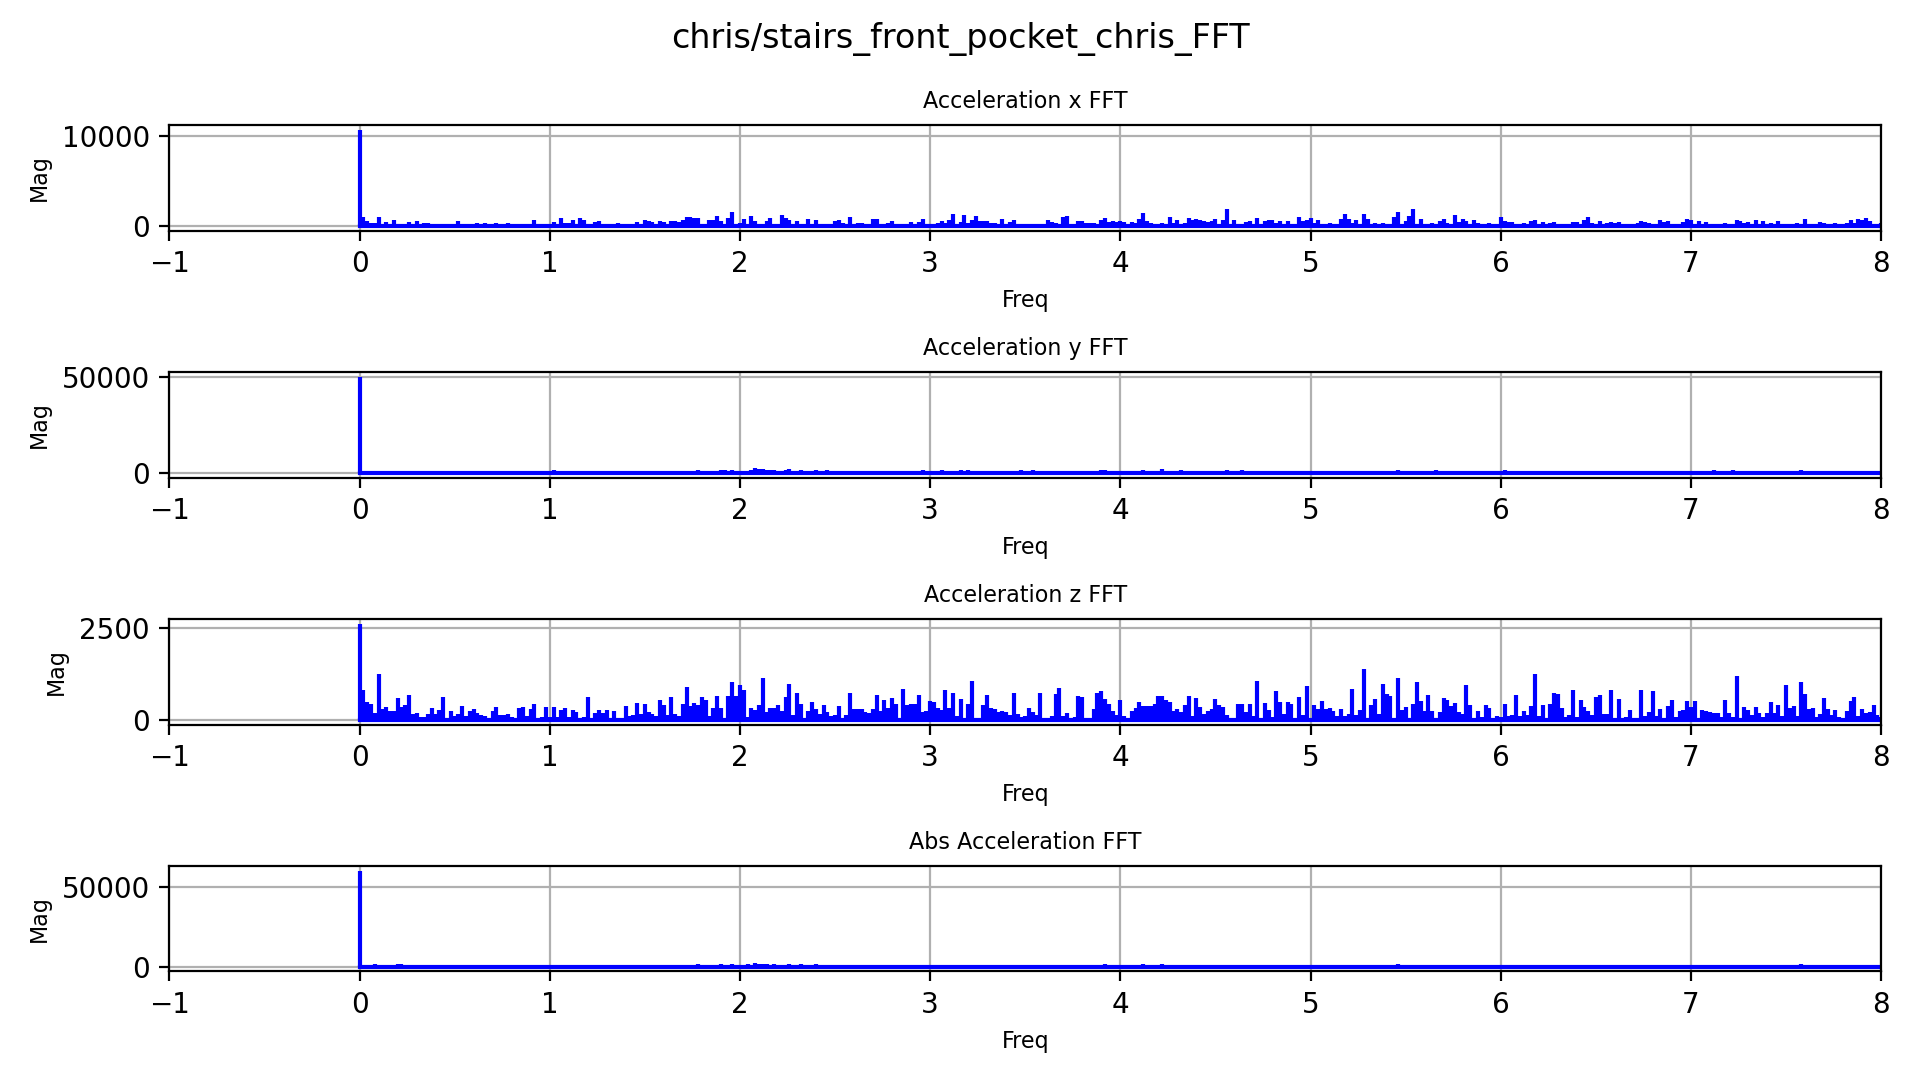 chris/stairs_front_pocket_chris_FFT
Acceleration x FFT
10000
0
Mag
−1 0 1 2 3 4 5 6 7 8
Freq
Acceleration y FFT
50000
0
Mag
−1 0 1 2 3 4 5 6 7 8
Freq
Acceleration z FFT
2500
0
Mag
−1 0 1 2 3 4 5 6 7 8
Freq
Abs Acceleration FFT
50000
0
Mag
−1 0 1 2 3 4 5 6 7 8
Freq